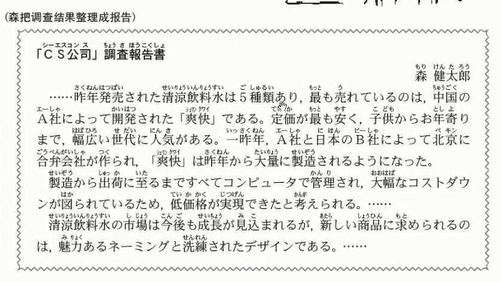 (森把调查结果整理成报告)
「CS公司」調査報告書
森 健太郎
……昨年発売された清涼飲料水は5種類あり，最も売れているのは，中国の
A社によって開発された「爽快」である。定価が最も安く，子供からお年寄り
まで，幅広い世代に人気がある。一昨年，A社と日本のB社によって北京に
合弁会社が作られ，「爽快」は昨年から大量に製造されるようになった。
製造から出荷に至るまですべてコンピュータで管理され，大幅なコストダウ
ンが図られているため，低価格が実現できたと考えられる。……
清涼飲料水の市場は今後も成長が見込まれるが，新しい商品に求められるの
は，魅力あるネーミングと洗練されたデザインである。……